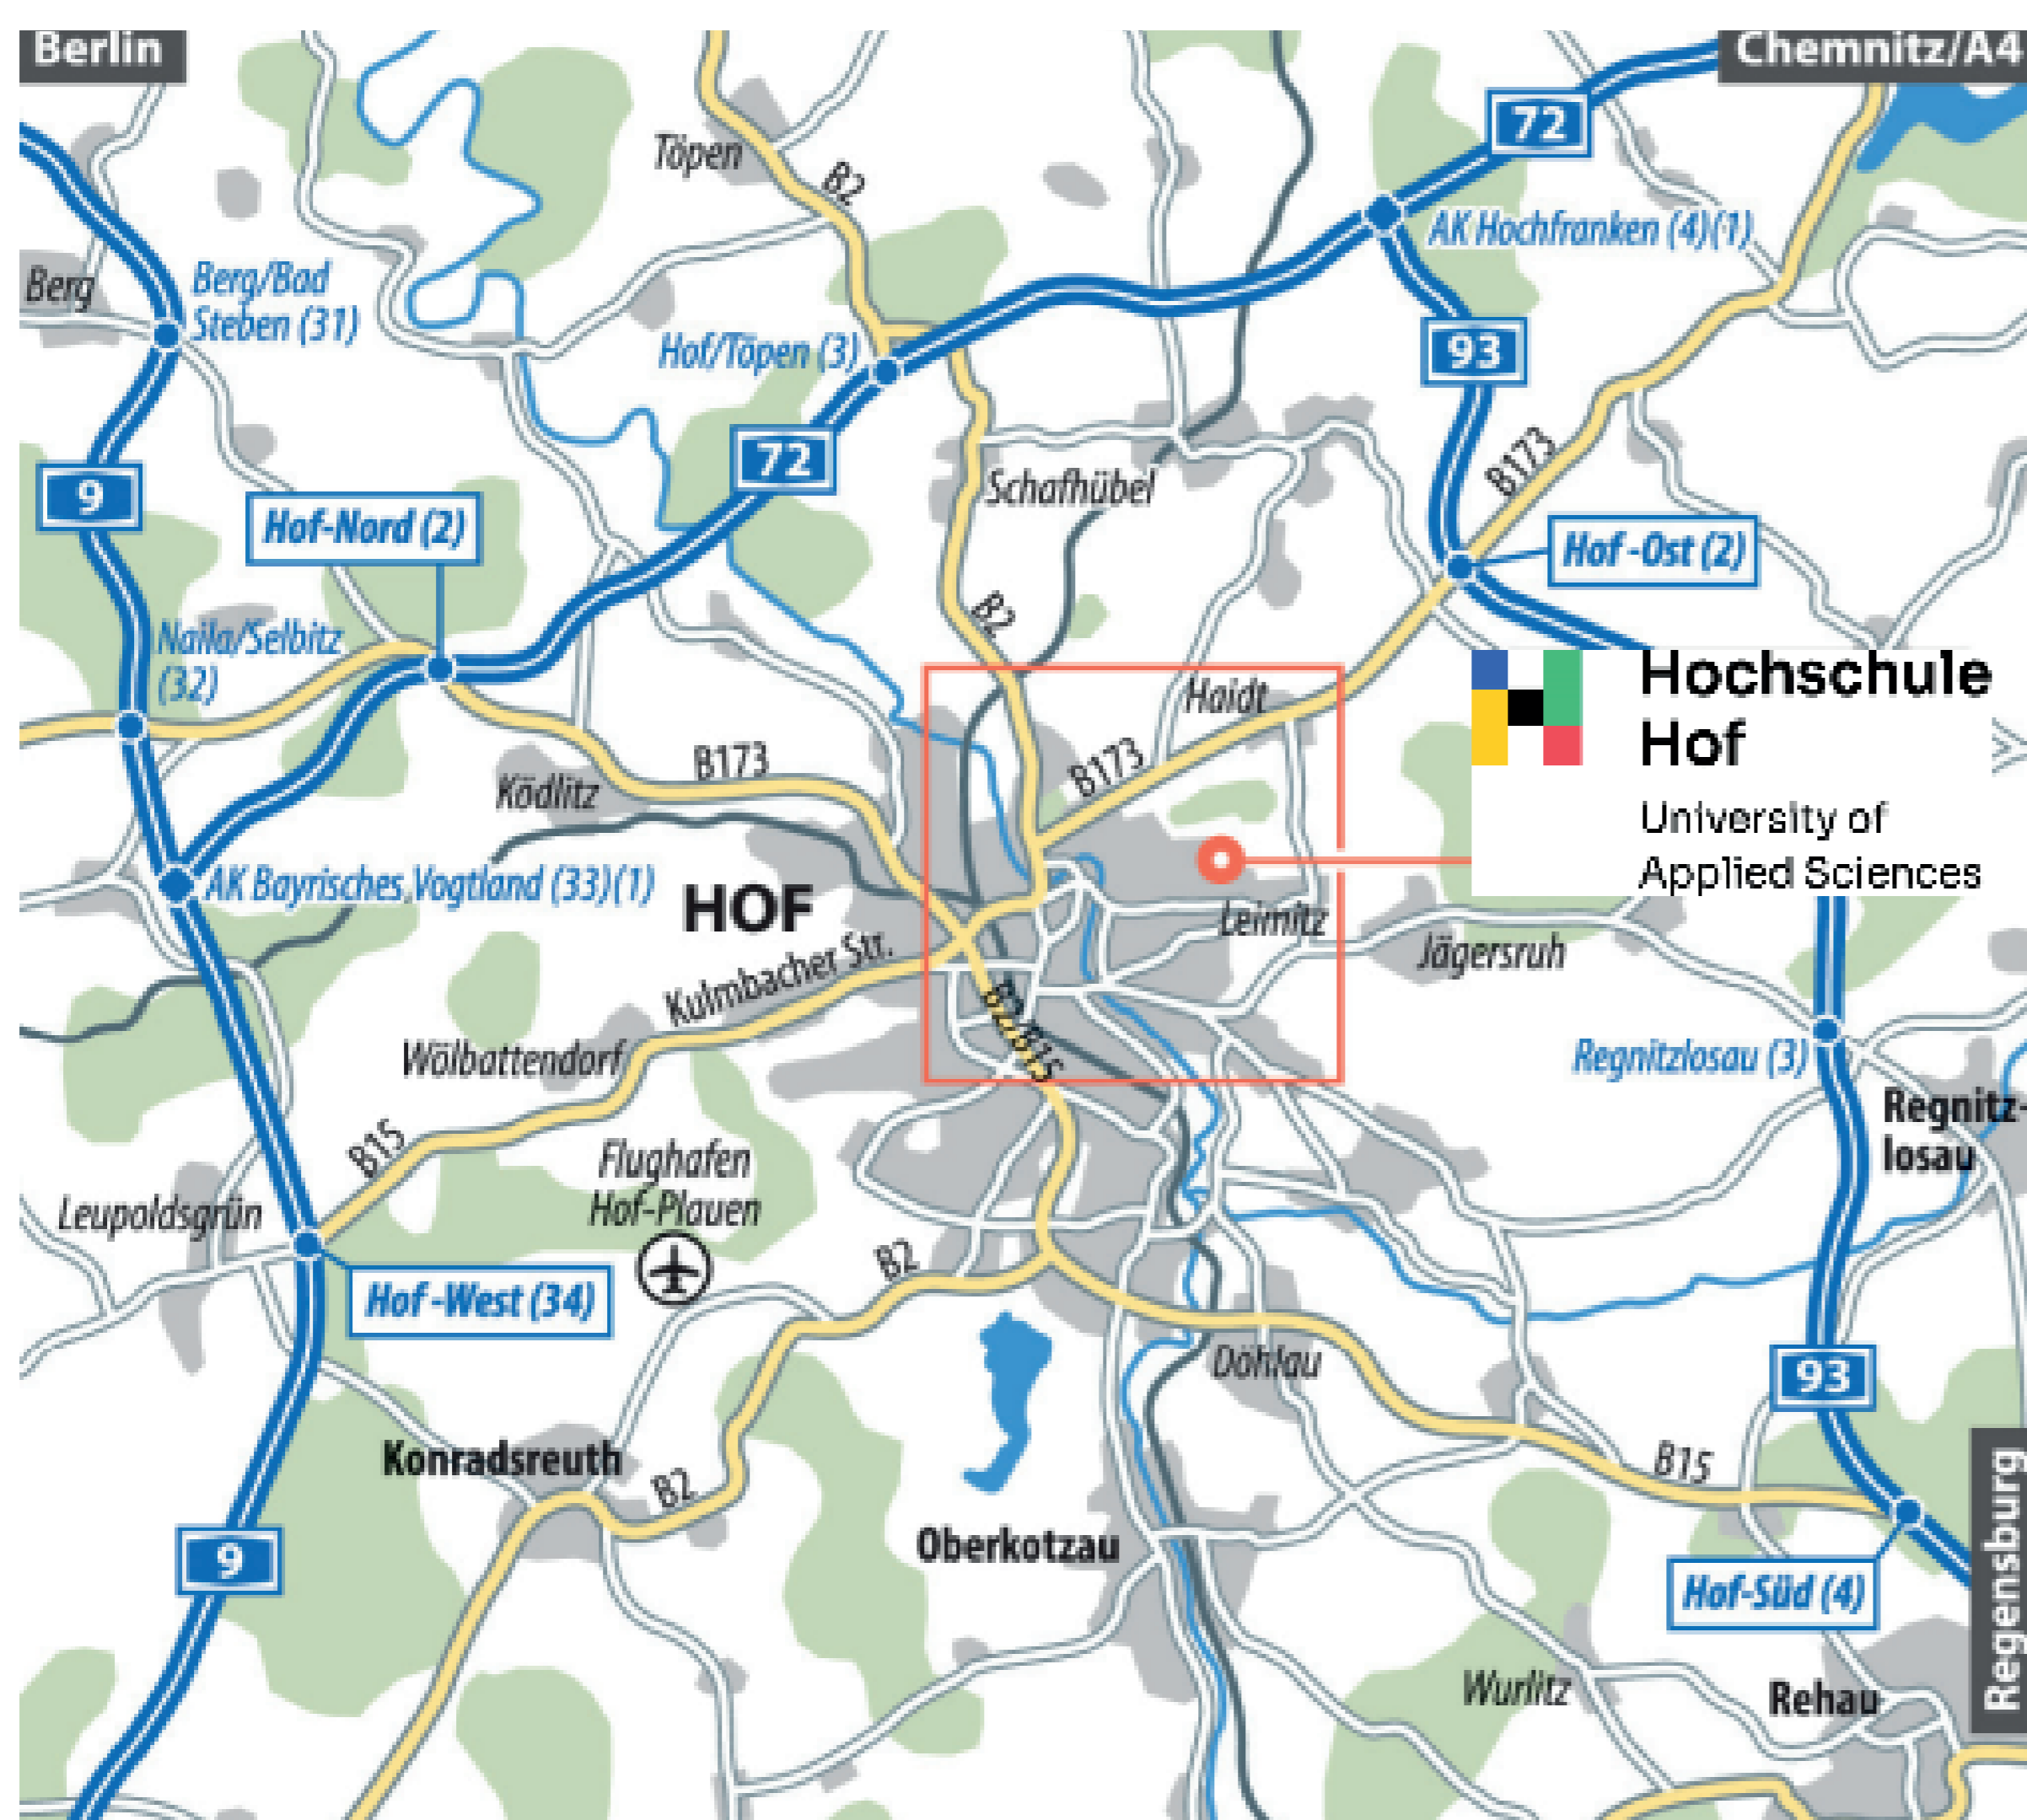 Berlin
Chemnitz/A4
72
Töpen
B2
AK Hochfranken (4)(1)
Berg
Berg/Bad
Steben (31)
Hof/Töpen (3)
93
72
B173
9
Schafhübel
Hof-Nord (2)
Hof-Ost (2)
B2
Naila/Selbitz
(32)
Haidt
Hochschule
Hof
University of
Applied Sciences
B173
B173
Ködlitz
AK Bayrisches Vogtland (33)(1)
HOF
Leimitz
Jägersruh
Kulmbacher Str.
B2/B15
Wölbattendorf
Regnitzlosau (3)
Regnitz-
losau
B15
Flughafen
Hof-Plauen
Leupoldsgrün
B2
Hof-West (34)
Döhlau
93
Konradsreuth
B2
B15
Regensburg
Oberkotzau
9
Hof-Süd (4)
Wurlitz
Rehau